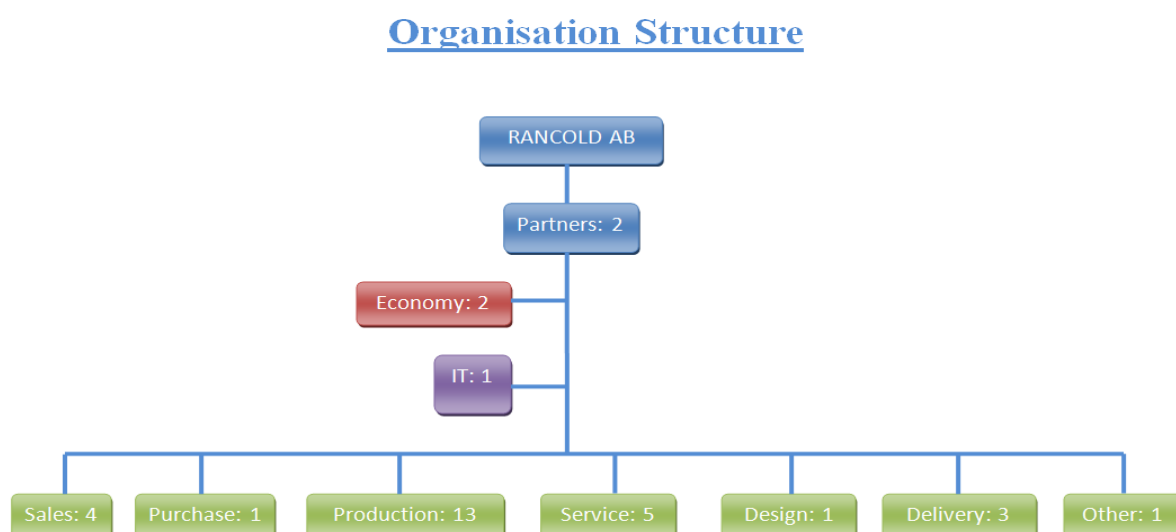 Organisation Structure
RANCOLD AB
Partners: 2
Economy: 2
IT: 1
Sales: 4
Purchase: 1
Production: 13
Service: 5
Design: 1
Delivery: 3
Other: 1